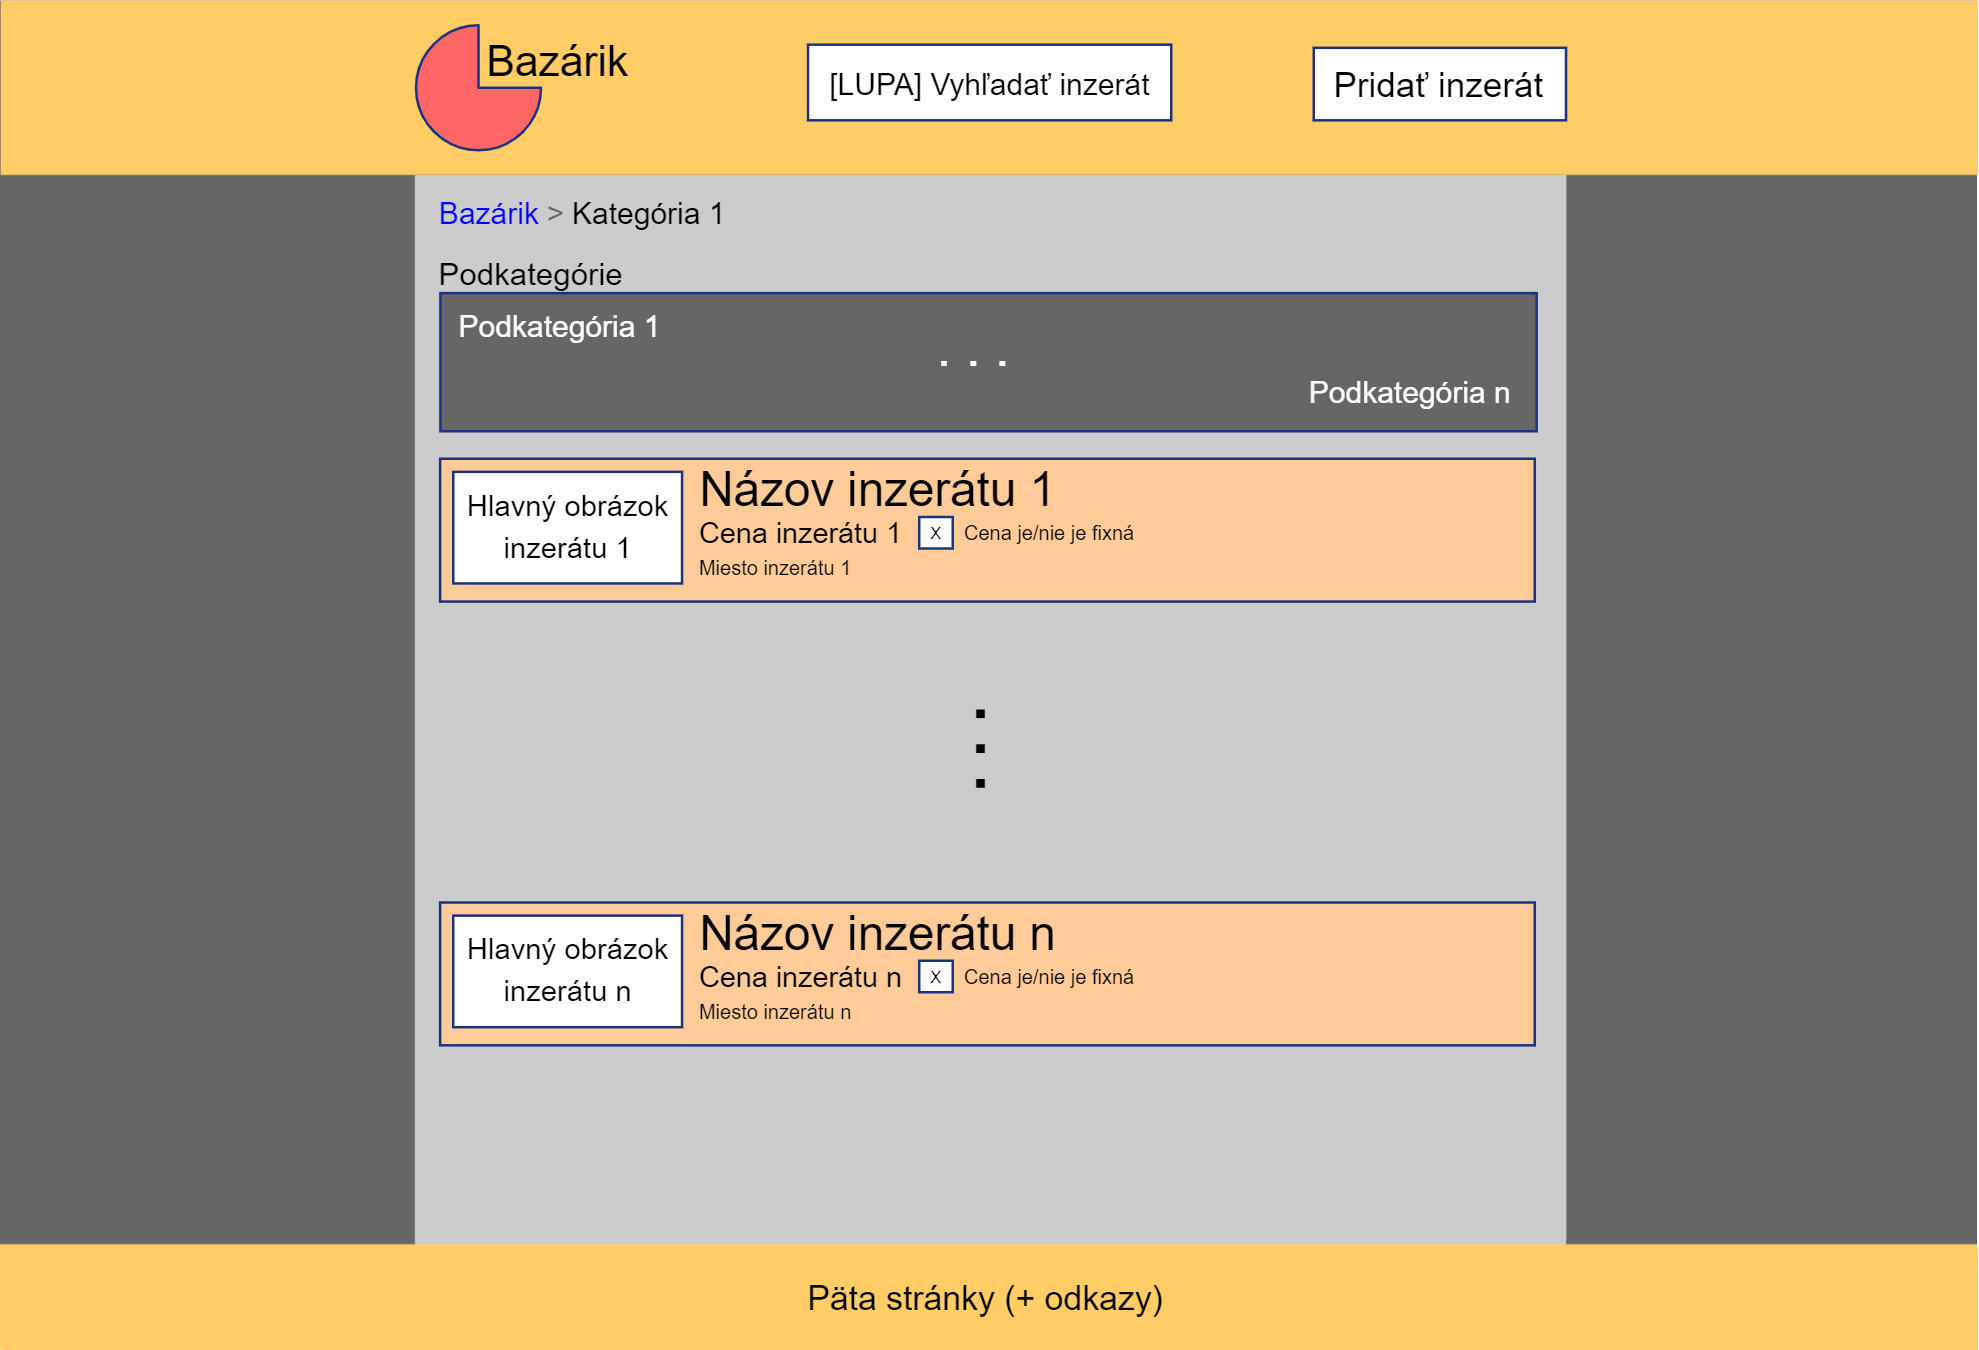 Bazárik
[LUPA] Vyhľadať inzerát
Pridať inzerát
Bazárik > Kategória 1
Podkategórie
Podkategória 1
. . .
Podkategória n
Hlavný obrázok
inzerátu 1
Názov inzerátu 1
Cena inzerátu 1
X
Cena je/nie je fixná
Miesto inzerátu 1
.
.
.
Hlavný obrázok
inzerátu n
Názov inzerátu n
Cena inzerátu n
X
Cena je/nie je fixná
Miesto inzerátu n
Päta stránky (+ odkazy)